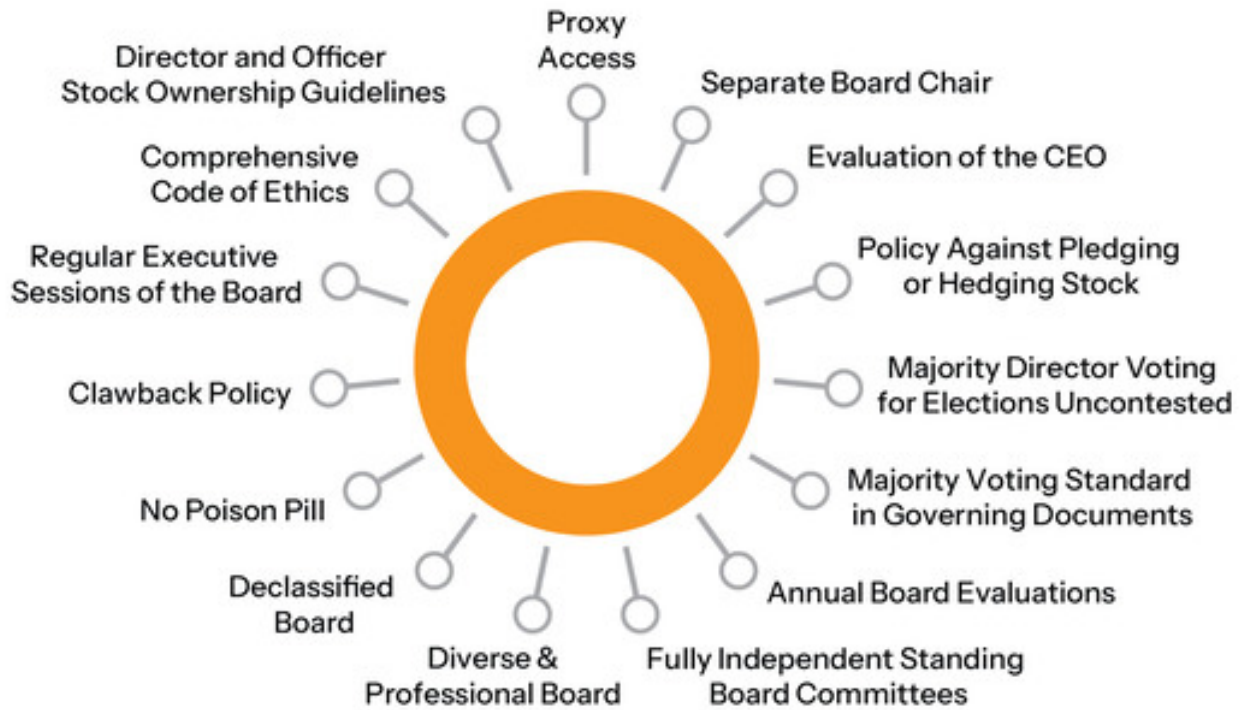 Proxy
Access
Separate Board Chair
Evaluation of the CEO
Policy Against Pledging
or Hedging Stock
Majority Director Voting
for Elections Uncontested
Majority Voting Standard
in Governing Documents
Annual Board Evaluations
Fully Independent Standing
Board Committees
Diverse &
Professional Board
Declassified
Board
No Poison Pill
Clawback Policy
Regular Executive
Sessions of the Board
Comprehensive
Code of Ethics
Director and Officer
Stock Ownership Guidelines